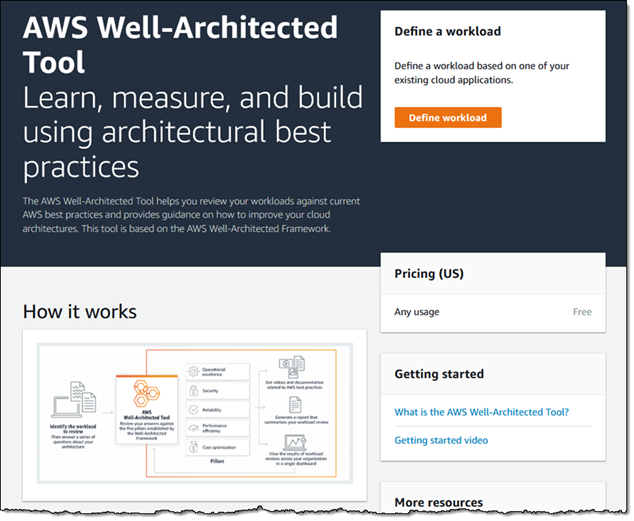 AWS Well-Architected
Tool
Learn, measure, and build
using architectural best
practices
The AWS Well-Architected Tool helps you review your workloads against current
AWS best practices and provides guidance on how to improve your cloud
architectures. This tool is based on the AWS Well-Architected Framework.
Define a workload
Define a workload based on one of your
existing cloud applications.
Define workload
Pricing (US)
Any usage Free
How it works
Identify the workload
to review
Then answer a series of
questions about your
architecture
AWS
Well-Architected Tool
Review your answers against
the five pillars established by
the Well-Architected
Framework
Operational
excellence
Security
Reliability
Performance
efficiency
Cost optimization
Pillars
Get videos and documentation
related to AWS best practices
Generate a report that
summarizes your workload review
View the results of workload
reviews across your organization
in a single dashboard
Getting started
What is the AWS Well-Architected Tool?
Getting started video
More resources